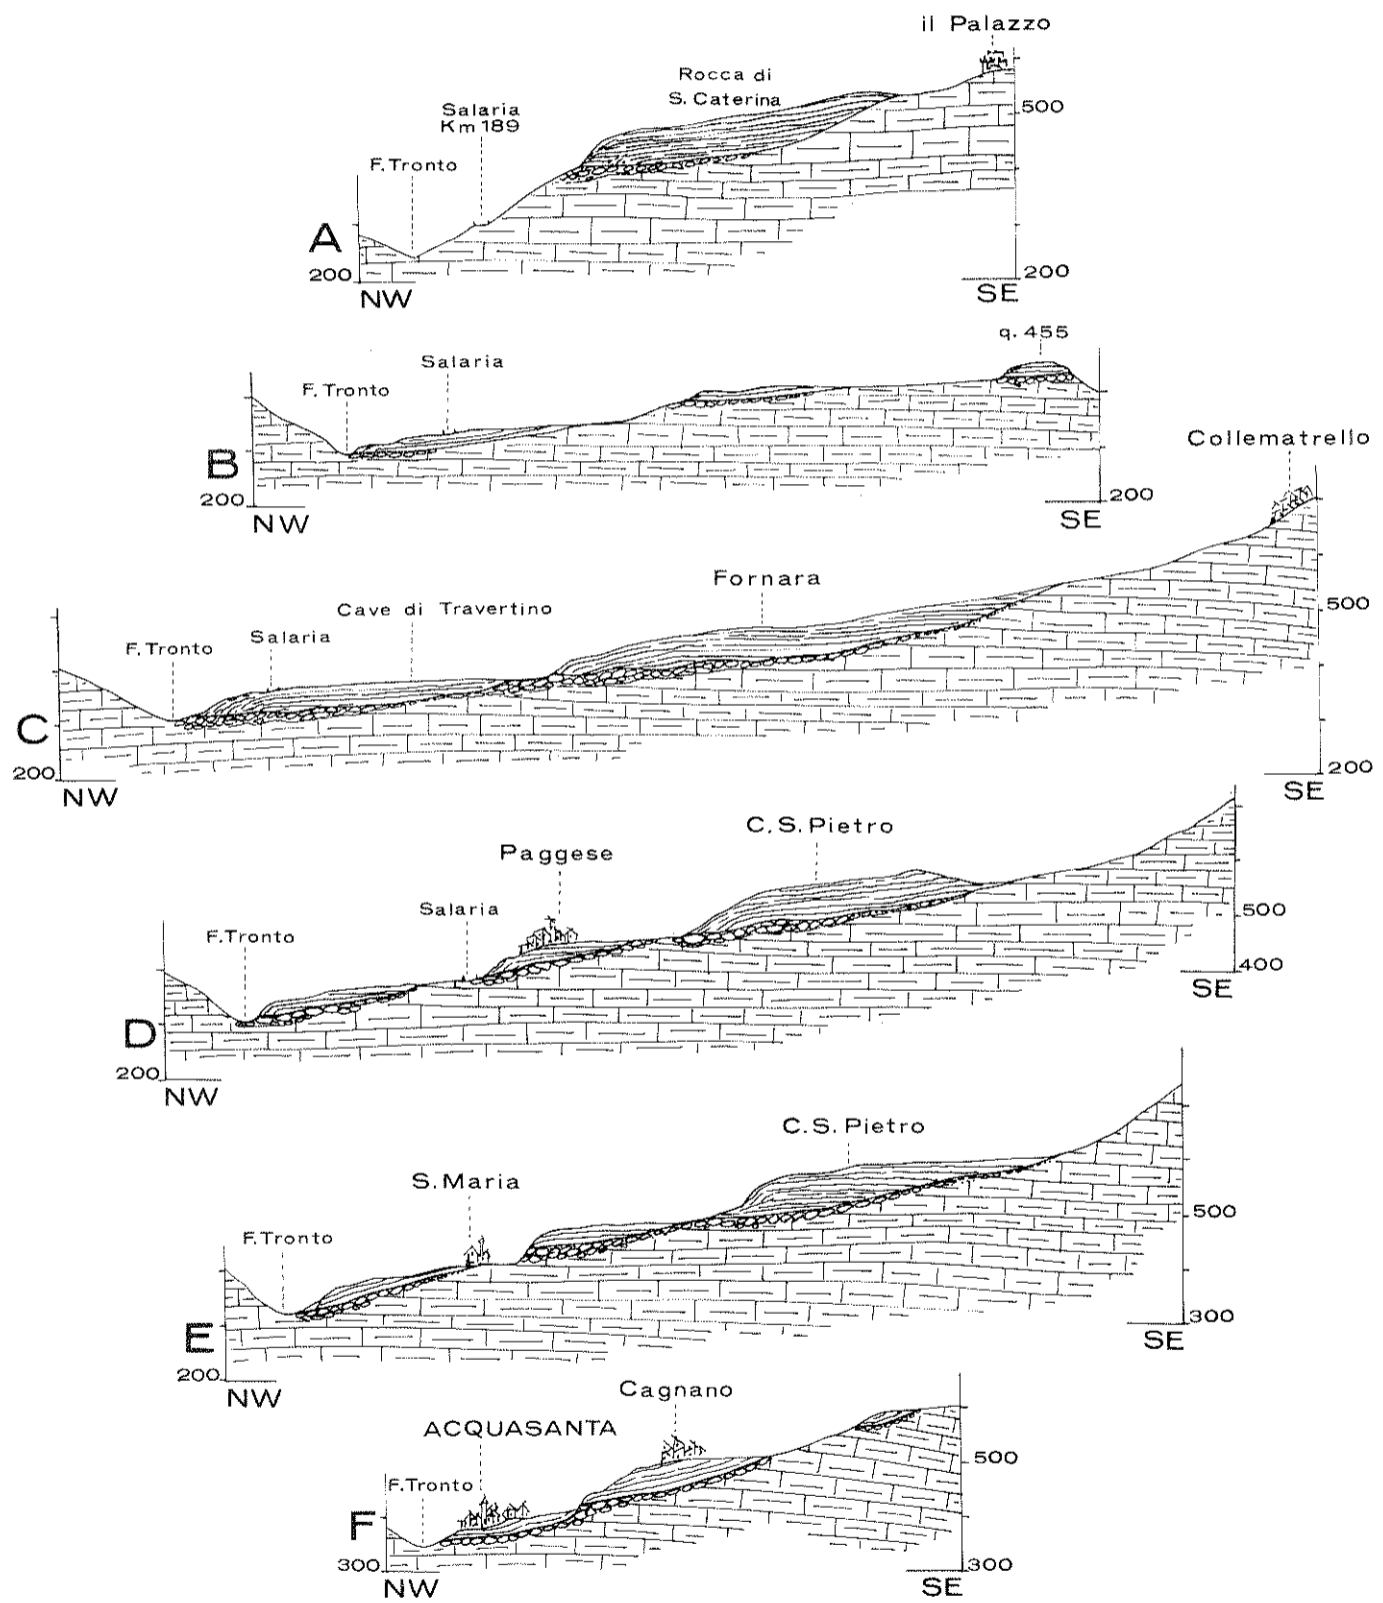 il Palazzo
Rocca di
S. Caterina
Salaria
Km 189
F. Tronto
500
A
200
200
NW
SE
q. 455
Salaria
F. Tronto
B
200
200
NW
SE
Collematrello
Fornara
Cave di Travertino
Salaria
F. Tronto
500
C
200
200
NW
SE
C. S. Pietro
Paggese
Salaria
F. Tronto
500
400
SE
D
200
NW
C. S. Pietro
S. Maria
F. Tronto
500
E
300
SE
200
NW
Cagnano
ACQUASANTA
500
F. Tronto
F
300
300
NW
SE